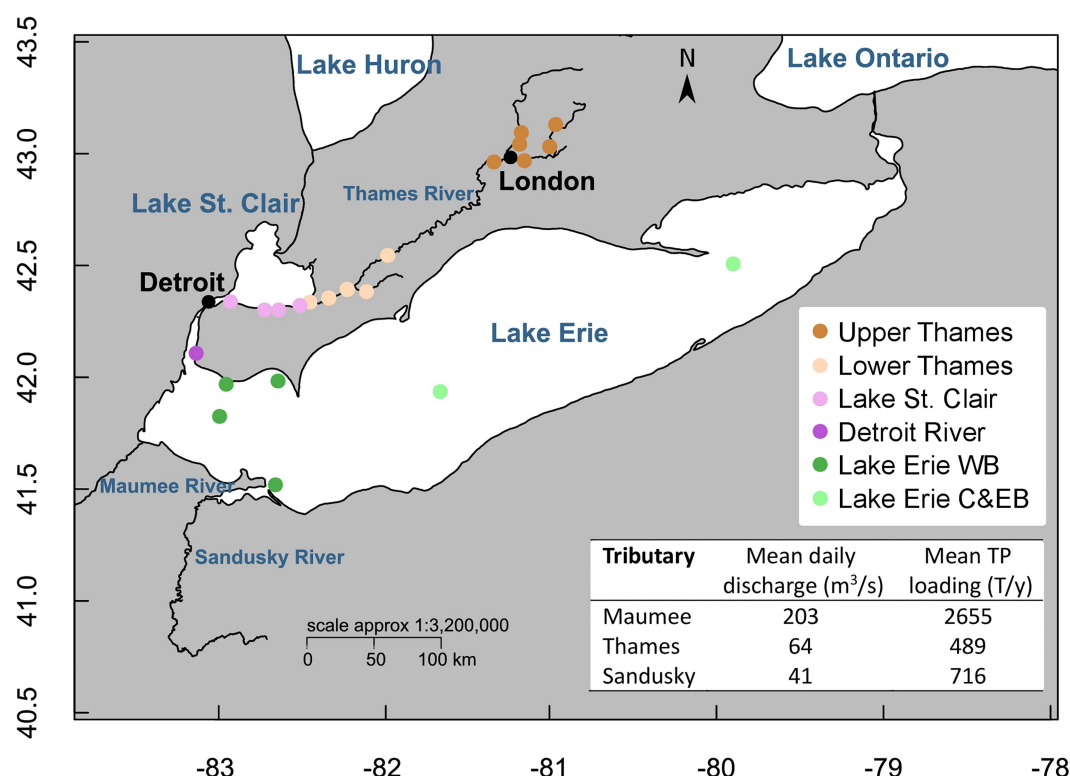 43.5
43.0
42.5
42.0
41.5
41.0
40.5
Lake Huron
N
Lake Ontario
London
Thames River
Lake St. Clair
Detroit
Lake Erie
Upper Thames
Lower Thames
Lake St. Clair
Detroit River
Lake Erie WB
Lake Erie C&EB
Maumee River
Sandusky River
scale approx 1:3,200,000
0 50 100 km
Tributary Mean daily discharge (m³/s) Mean TP loading (T/y)
Maumee 203 2655
Thames 64 489
Sandusky 41 716
-83 -82 -81 -80 -79 -78